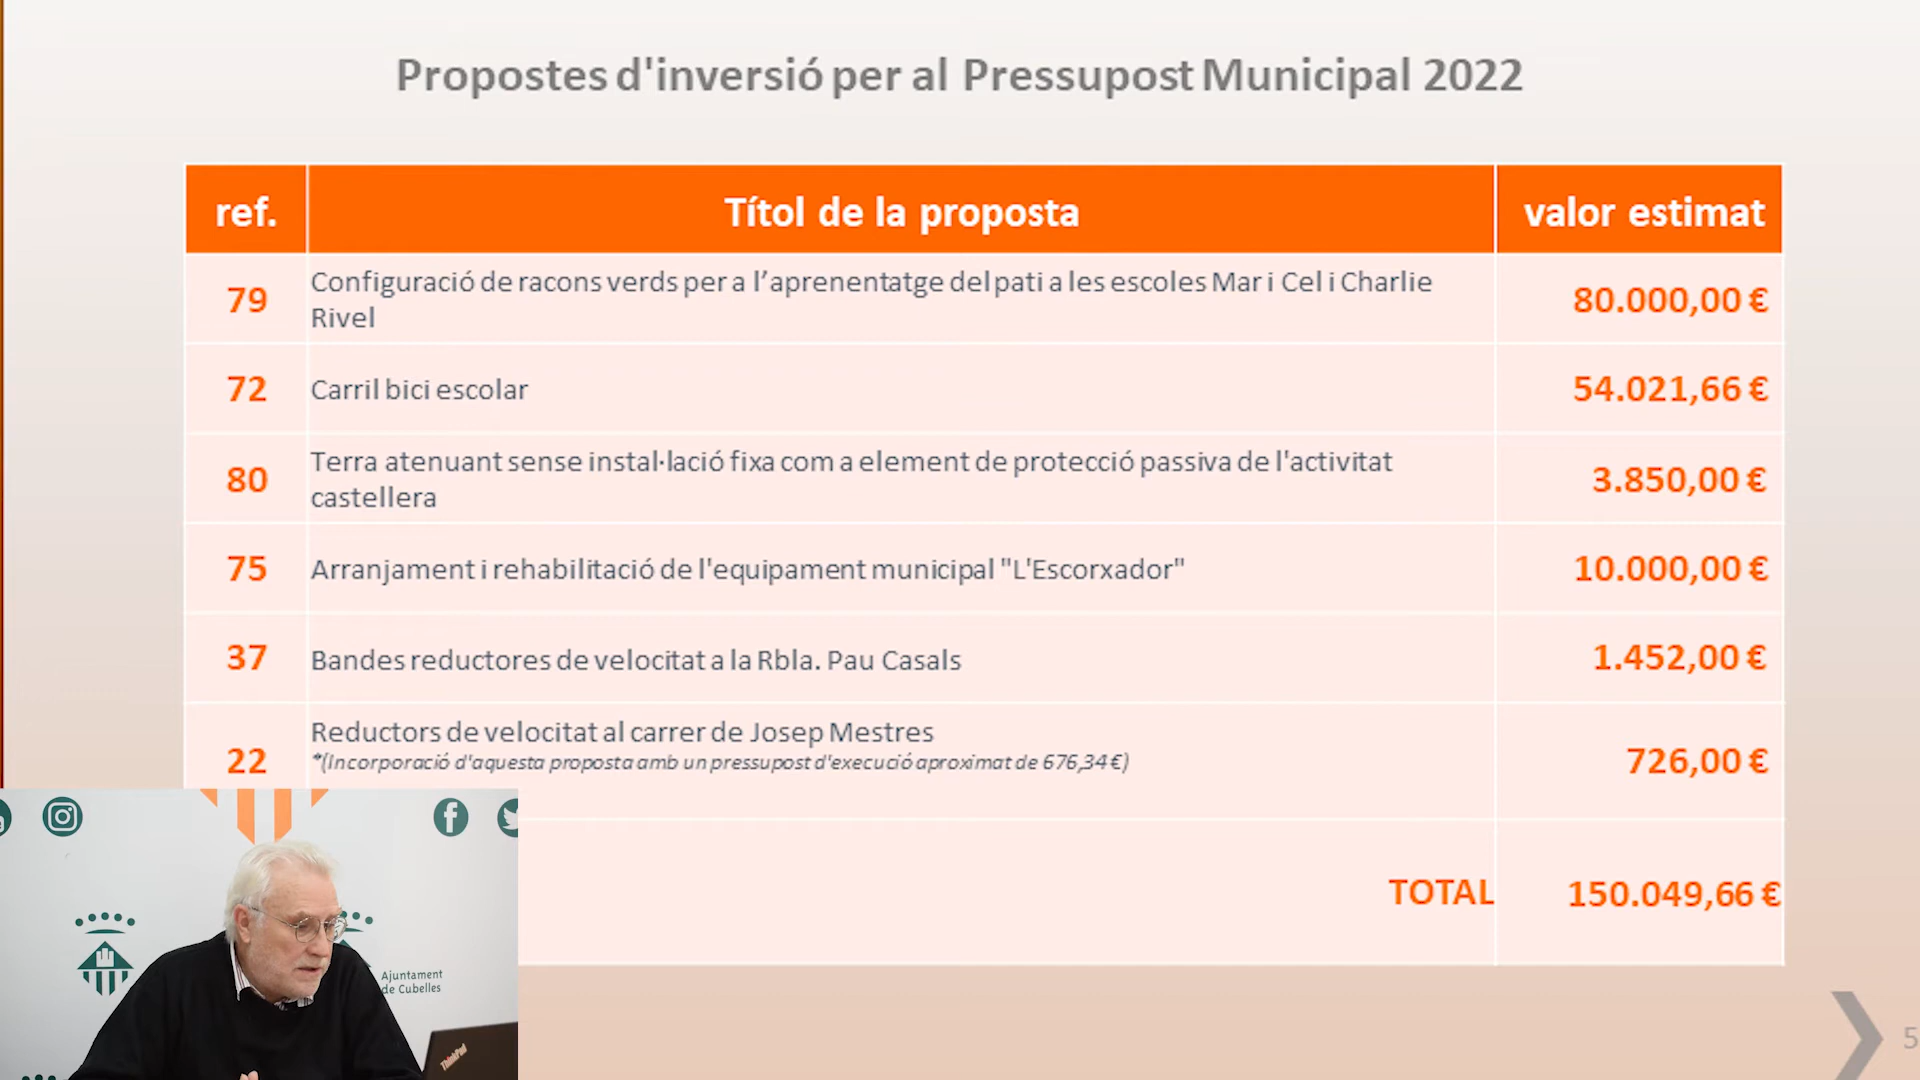 Propostes d'inversió per al Pressupost Municipal 2022
ref. Títol de la proposta valor estimat
79 Configuració de racons verds per a l’aprenentatge del pati a les escoles Mar i Cel i Charlie Rivel 80.000,00 €
72 Carril bici escolar 54.021,66 €
80 Terra atenuant sense instal·lació fixa com a element de protecció passiva de l'activitat castellera 3.850,00 €
75 Arranjament i rehabilitació de l'equipament municipal "L'Escorxador" 10.000,00 €
37 Bandes reductores de velocitat a la Rbla. Pau Casals 1.452,00 €
22 Reductors de velocitat al carrer de Josep Mestres 726,00 €
*(Incorporació d'aquesta proposta amb un pressupost d'execució aproximat de 676,34 €)
TOTAL 150.049,66 €
Ajuntament
de Cubelles
ThinkPad
5